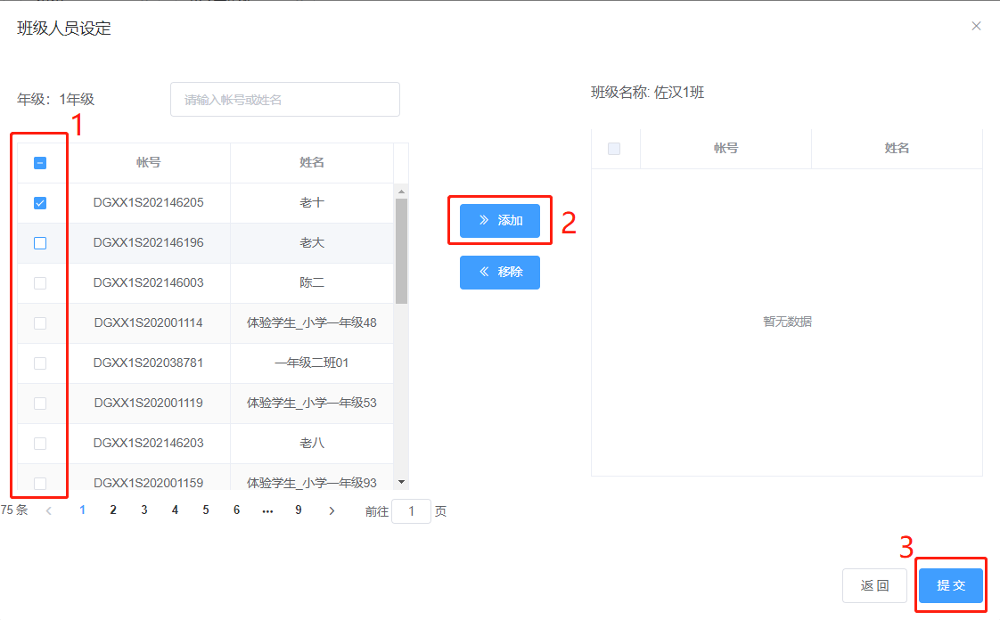 班级人员设定
年级：1年级
请输入帐号或姓名
1
帐号 姓名
DGXX1S202146205 老十
DGXX1S202146196 老大
DGXX1S202146003 陈二
DGXX1S202001114 体验学生_小学一年级48
DGXX1S202038781 一年级二班01
DGXX1S202001119 体验学生_小学一年级53
DGXX1S202146203 老八
DGXX1S202001159 体验学生_小学一年级93
75 条 1 2 3 4 5 6 ••• 9 前往 1 页
添加
2
移除
班级名称: 佐汉1班
帐号 姓名
暂无数据
3
返 回
提 交